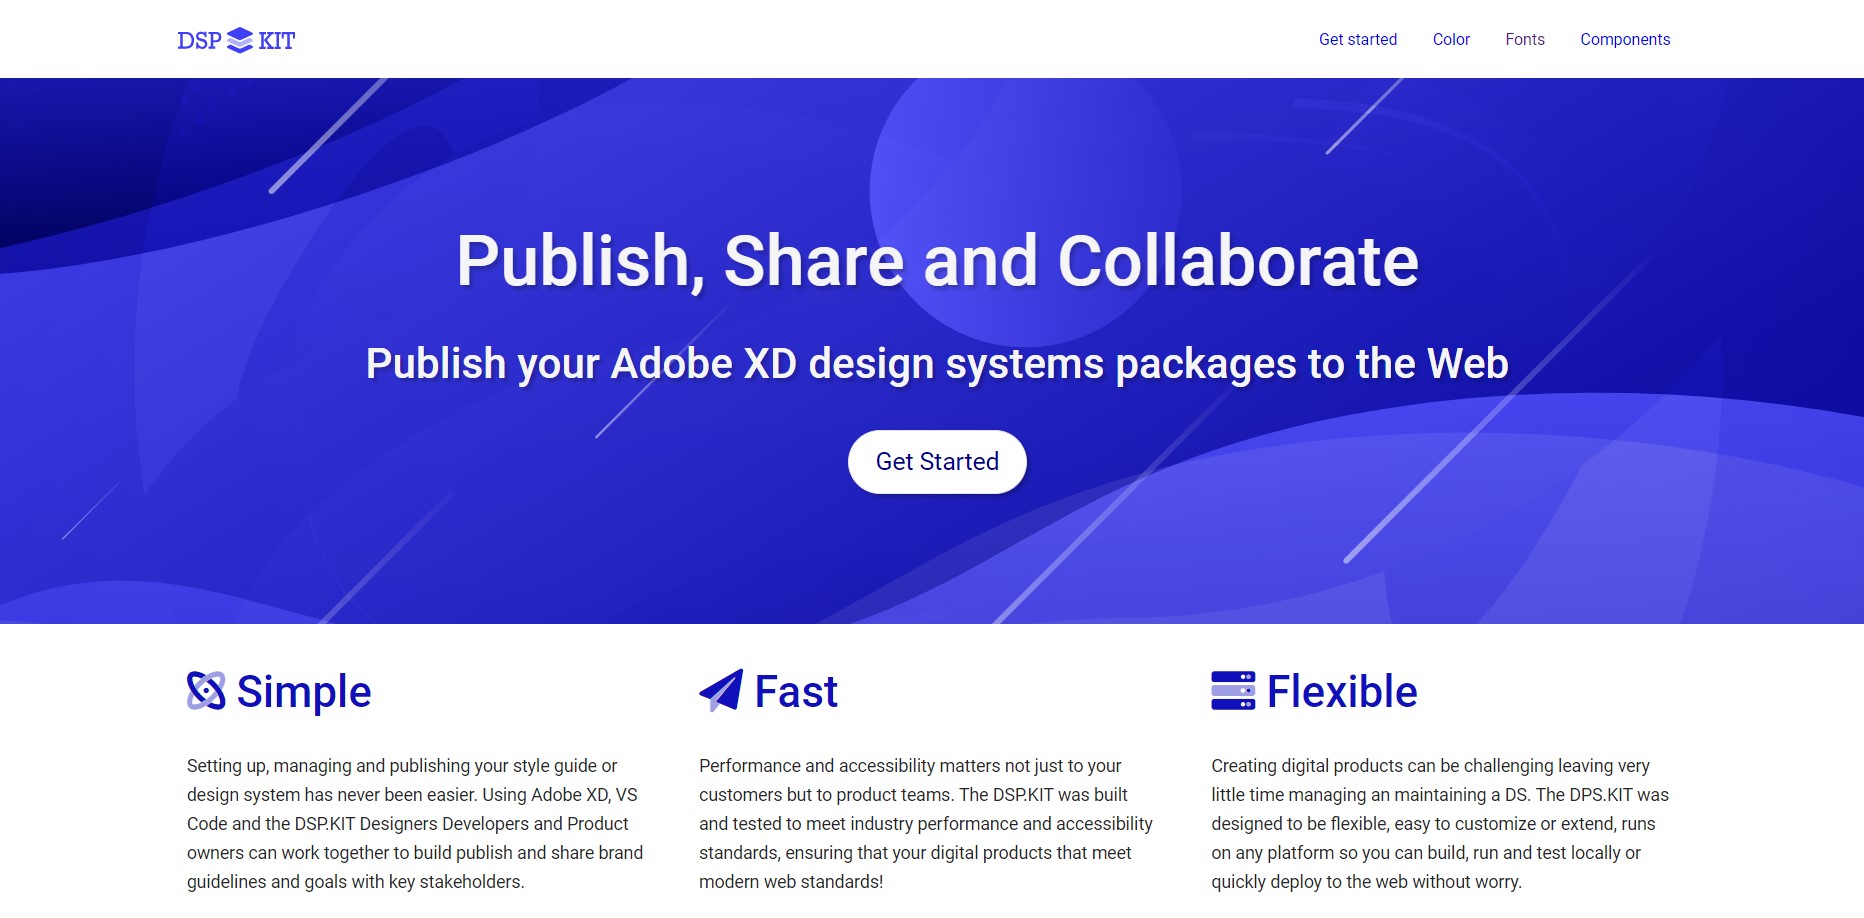 DSP KIT
Get started Color Fonts Components
Publish, Share and Collaborate
Publish your Adobe XD design systems packages to the Web
Get Started
Simple
Setting up, managing and publishing your style guide or
design system has never been easier. Using Adobe XD, VS
Code and the DSP.KIT Designers Developers and Product
owners can work together to build publish and share brand
guidelines and goals with key stakeholders.
Fast
Performance and accessibility matters not just to your
customers but to product teams. The DSP.KIT was built
and tested to meet industry performance and accessibility
standards, ensuring that your digital products that meet
modern web standards!
Flexible
Creating digital products can be challenging leaving very
little time managing an maintaining a DS. The DPS.KIT was
designed to be flexible, easy to customize or extend, runs
on any platform so you can build, run and test locally or
quickly deploy to the web without worry.